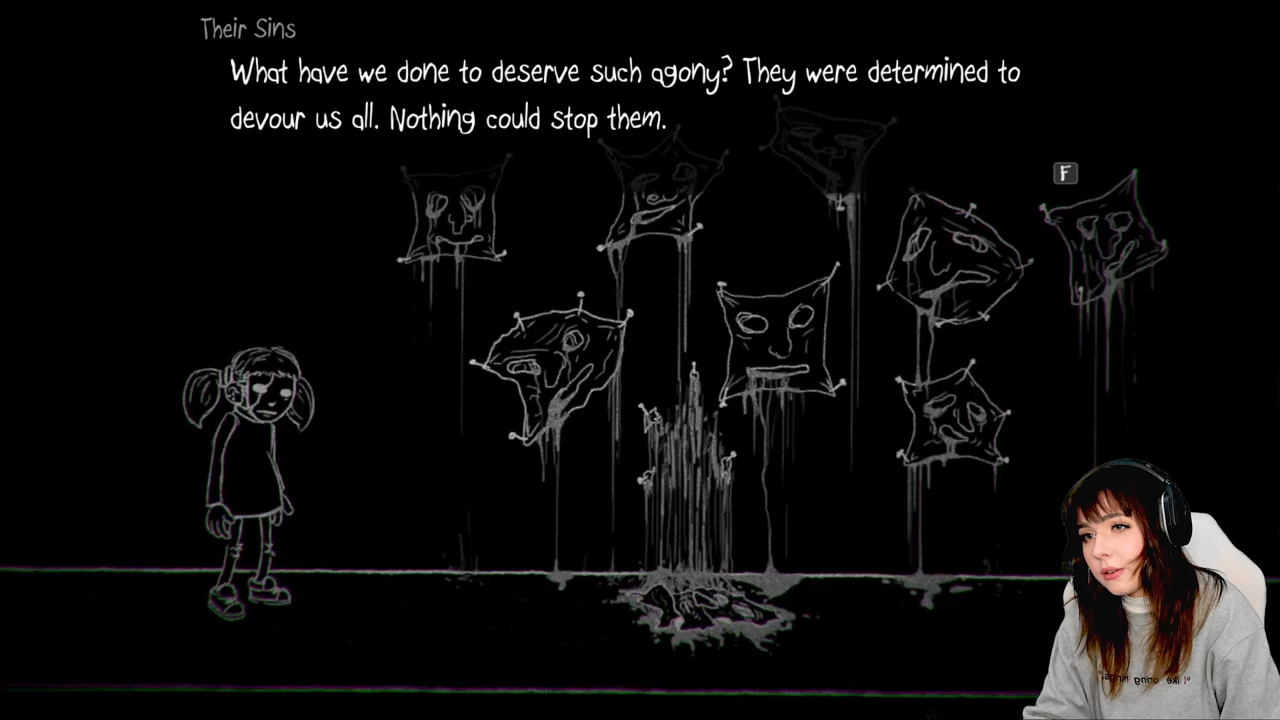 Their Sins
What have we done to deserve such agony? They were determined to
devour us all. Nothing could stop them.
F